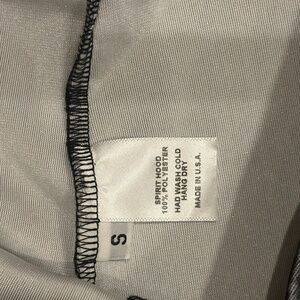 SPIRIT HOOD
100% POLYESTER
HAD WASH COLD
HANG DRY
MADE IN U.S.A.
S